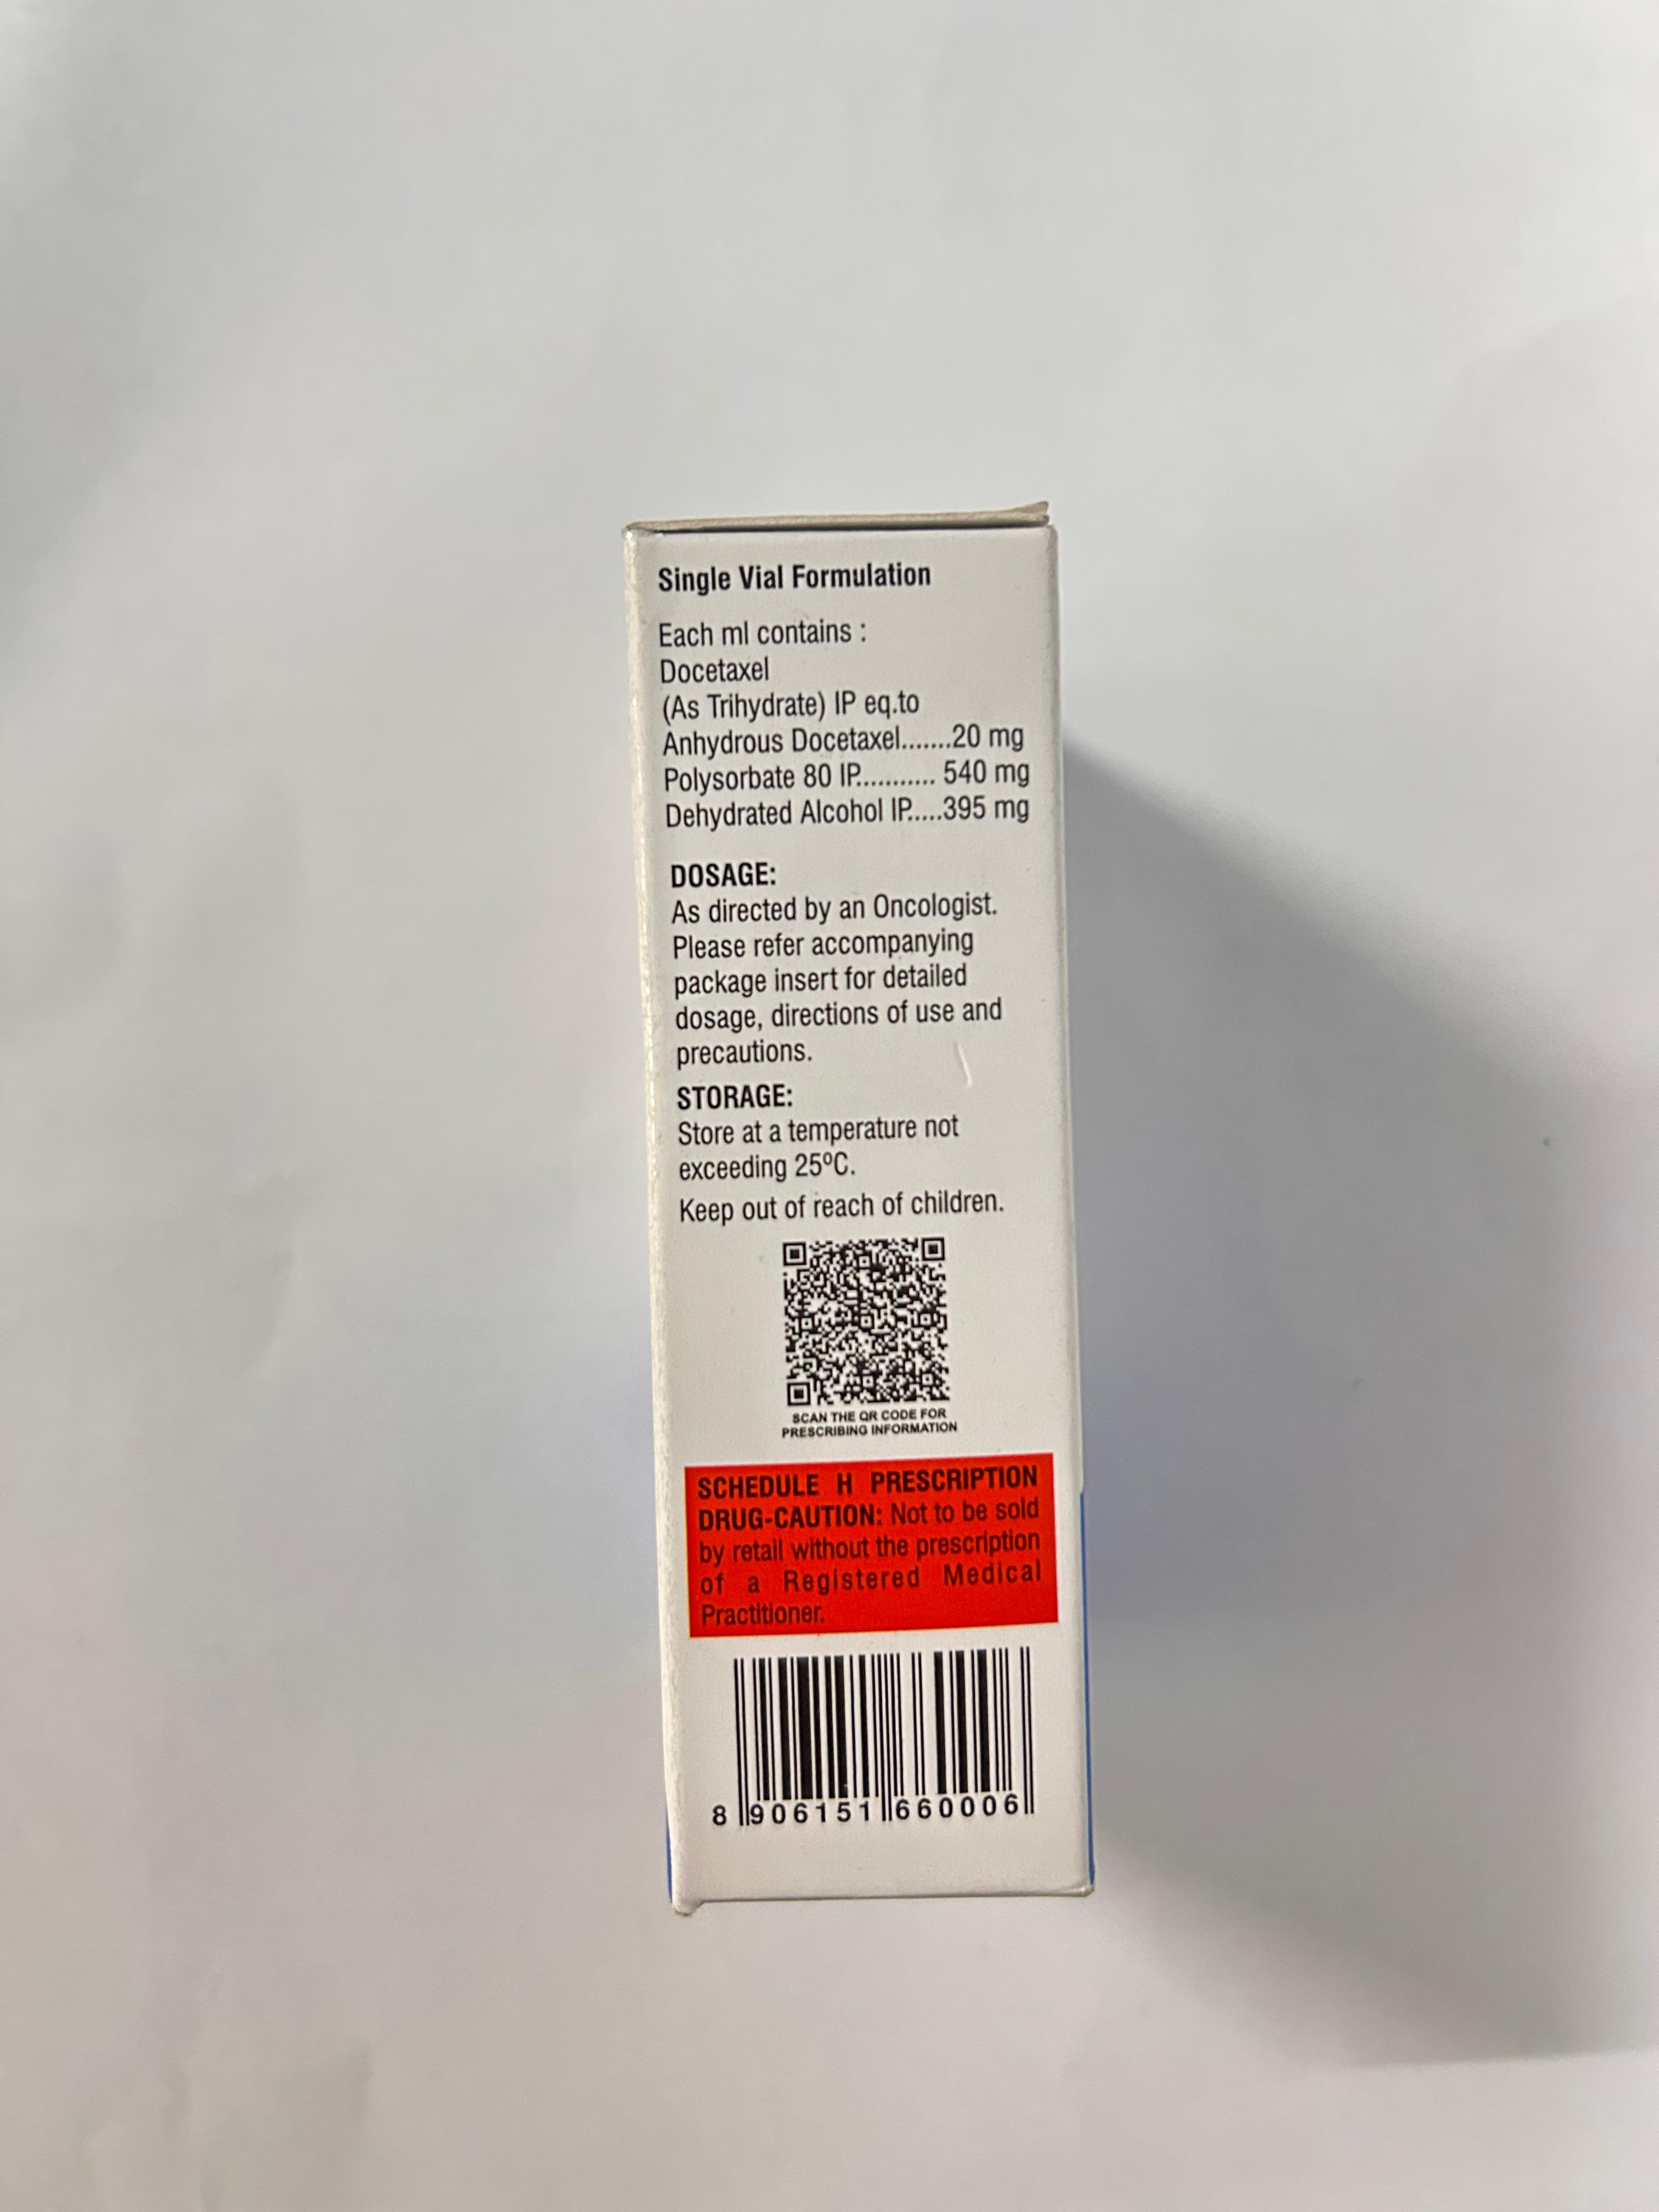 Single Vial Formulation
Each ml contains :
Docetaxel
(As Trihydrate) IP eq.to
Anhydrous Docetaxel.......20 mg
Polysorbate 80 IP.......... 540 mg
Dehydrated Alcohol IP.....395 mg
DOSAGE:
As directed by an Oncologist.
Please refer accompanying
package insert for detailed
dosage, directions of use and
precautions.
STORAGE:
Store at a temperature not
exceeding 25ºC.
Keep out of reach of children.
SCAN THE QR CODE FOR
PRESCRIBING INFORMATION
SCHEDULE H PRESCRIPTION
DRUG-CAUTION: Not to be sold
by retail without the prescription
of a Registered Medical
Practitioner.
8 906151 660006